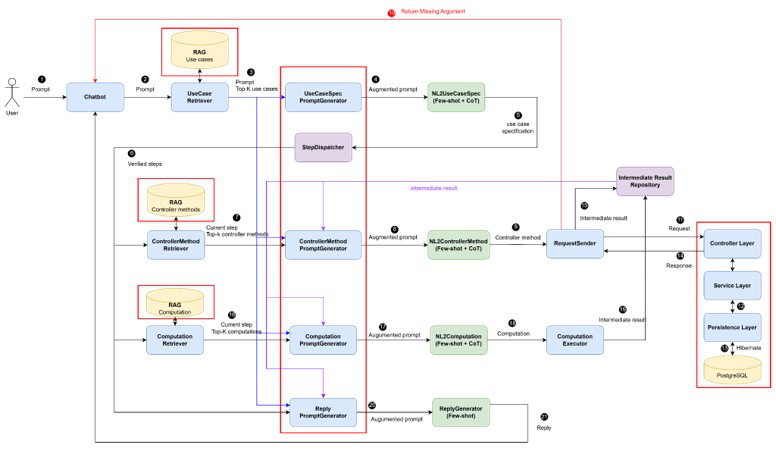 10
Return Missing Argument
RAG
Use cases
1
Prompt
2
Prompt
3
Prompt
Top-K use cases
4
Augmented prompt
User
Chatbot
UseCase
Retriever
UseCaseSpec
PromptGenerator
NL2UseCaseSpec
(Few-shot + CoT)
5
use case
specification
StepDispatcher
6
Verified steps
Intermediate Result
Repository
intermediate result
RAG
Controller methods
7
Current step
Top-k controller methods
8
Augmented prompt
9
Controller method
15
Intermediate result
11
Request
ControllerMethod
Retriever
ControllerMethod
PromptGenerator
NL2ControllerMethod
(Few-shot + CoT)
RequestSender
Controller Layer
14
Response
Service Layer
12
RAG
Computation
16
Current step
Top-K computations
17
Augmented prompt
18
Computation
19
Intermediate result
Computation
Retriever
Computation
PromptGenerator
NL2Computation
(Few-shot + CoT)
Computation
Executor
Persistence Layer
13
Hibernate
PostgreSQL
Reply
PromptGenerator
20
Augumented prompt
ReplyGenerator
(Few-shot)
21
Reply